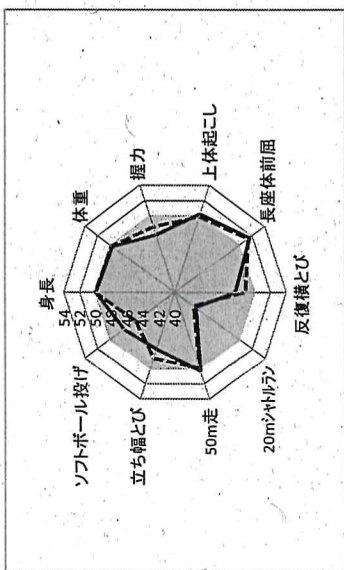 身長
体重
握力
上体起こし
長座体前屈
反復横とび
20mシャトルラン
50m走
立ち幅とび
ソフトボール投げ
54
52
50
48
46
44
42
40